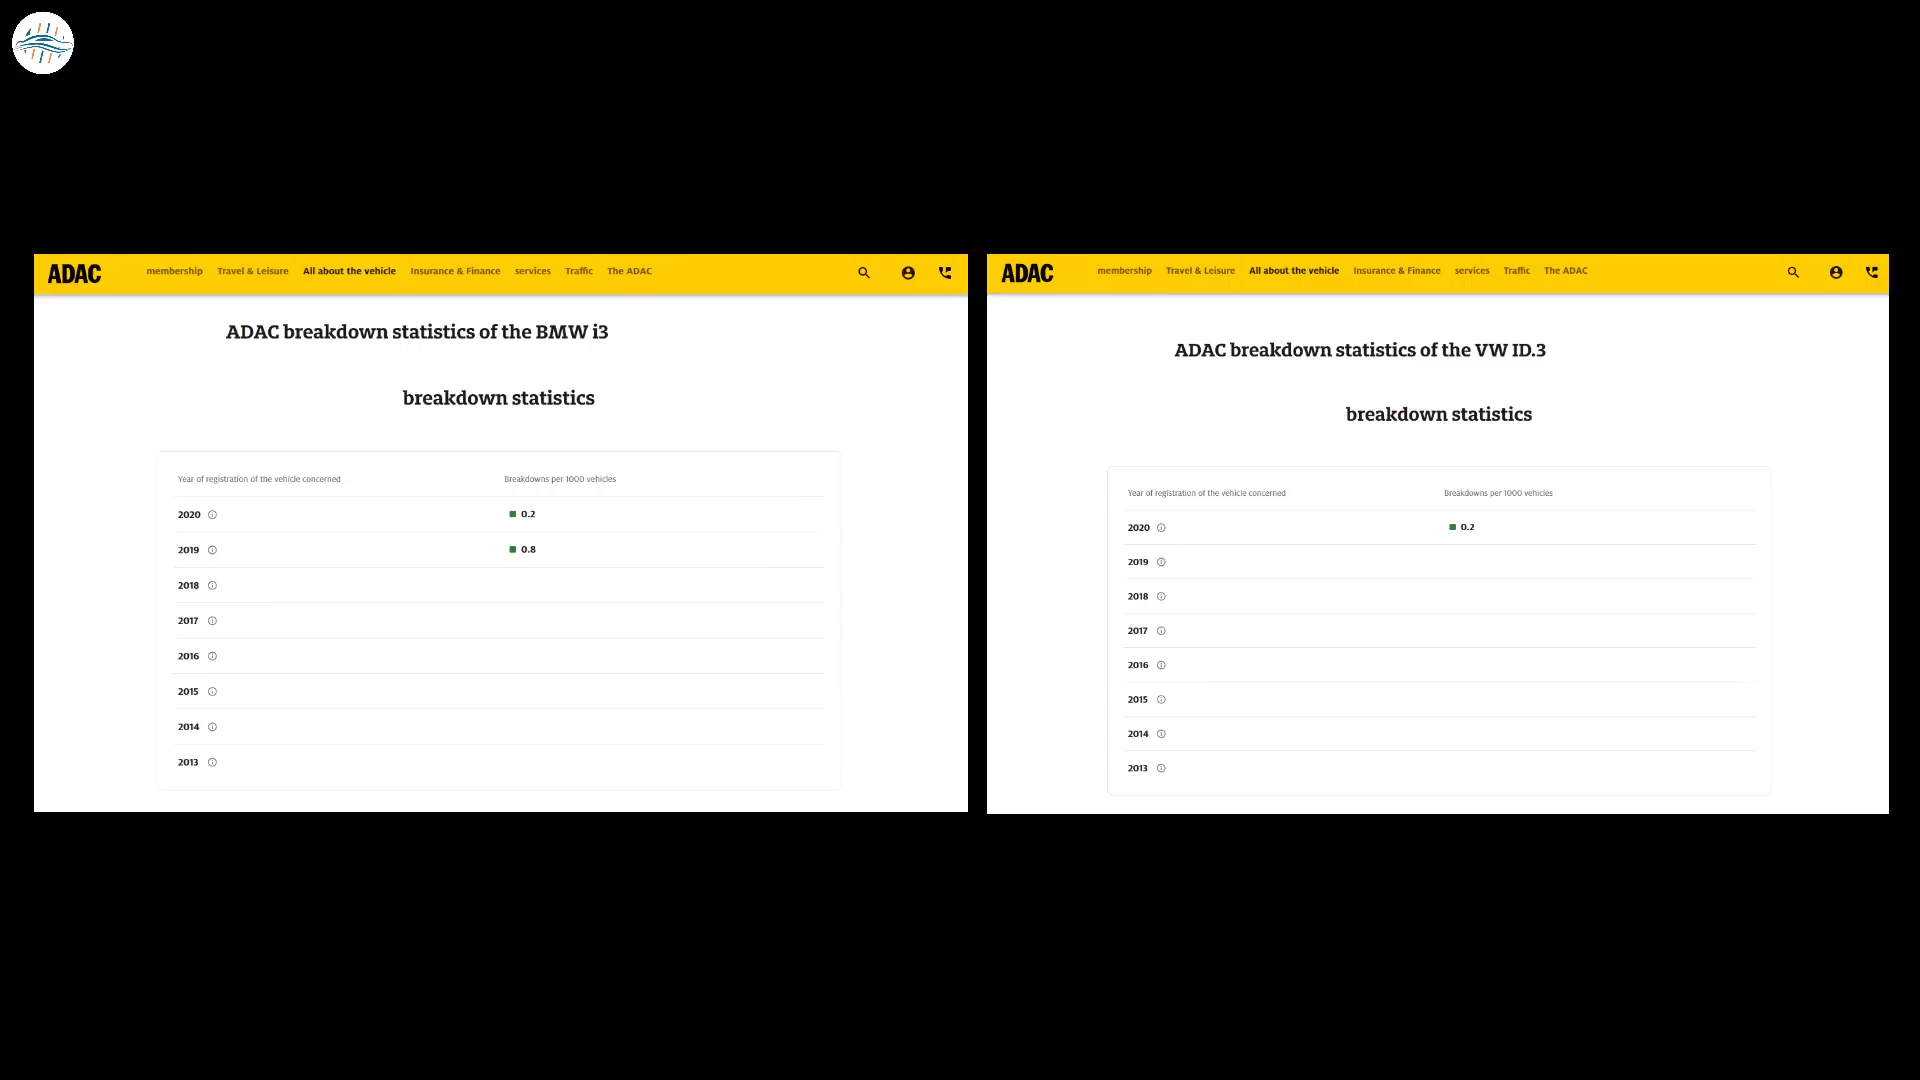 ADAC membership Travel & Leisure All about the vehicle Insurance & Finance services Traffic The ADAC
ADAC breakdown statistics of the BMW i3
breakdown statistics
Year of registration of the vehicle concerned Breakdowns per 1000 vehicles
2020 0.2
2019 0.8
2018
2017
2016
2015
2014
2013
ADAC membership Travel & Leisure All about the vehicle Insurance & Finance services Traffic The ADAC
ADAC breakdown statistics of the VW ID.3
breakdown statistics
Year of registration of the vehicle concerned Breakdowns per 1000 vehicles
2020 0.2
2019
2018
2017
2016
2015
2014
2013